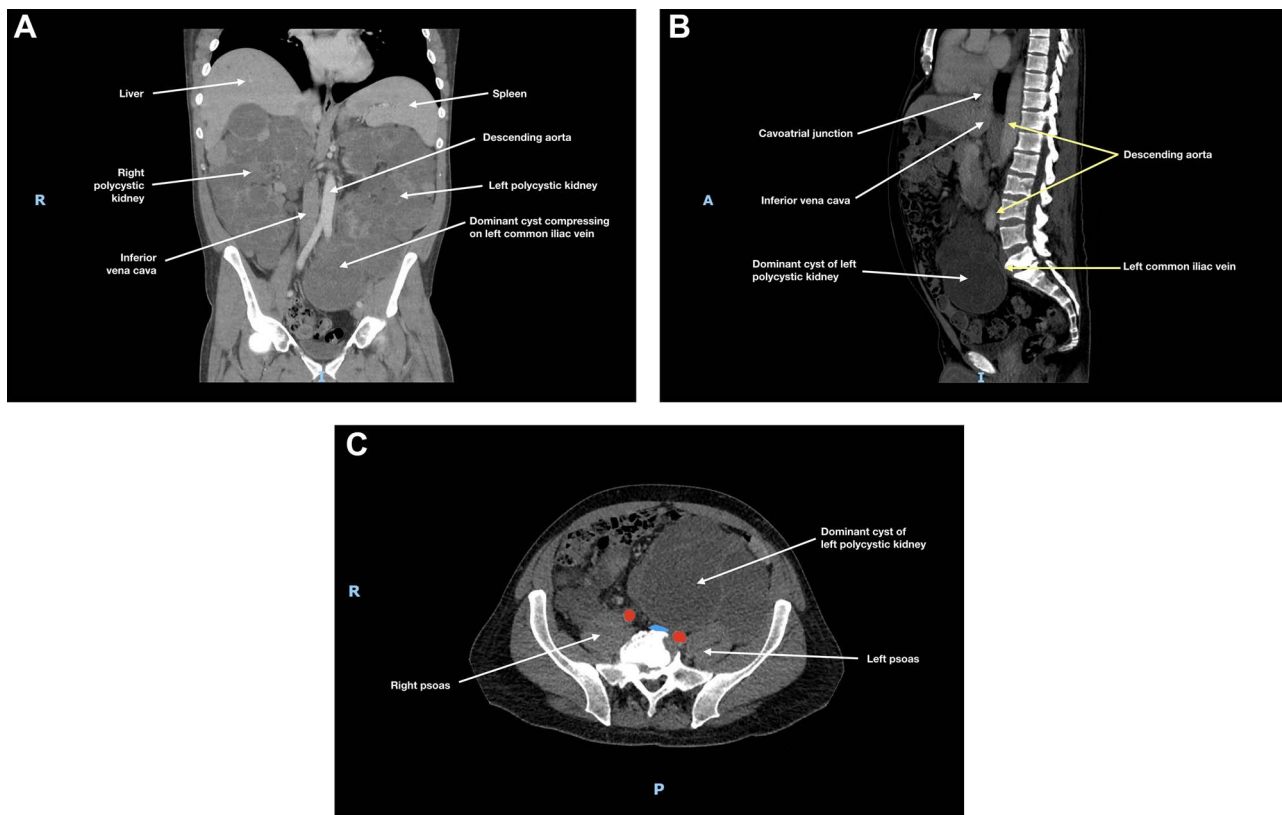 A
Liver
Spleen
Descending aorta
Right
polycystic
kidney
Left polycystic kidney
R
Dominant cyst compressing
on left common iliac vein
Inferior
vena cava
I
B
Cavoatrial junction
Descending aorta
A
Inferior vena cava
Dominant cyst of left
polycystic kidney
Left common iliac vein
I
C
Dominant cyst of
left polycystic kidney
R
Left psoas
Right psoas
P